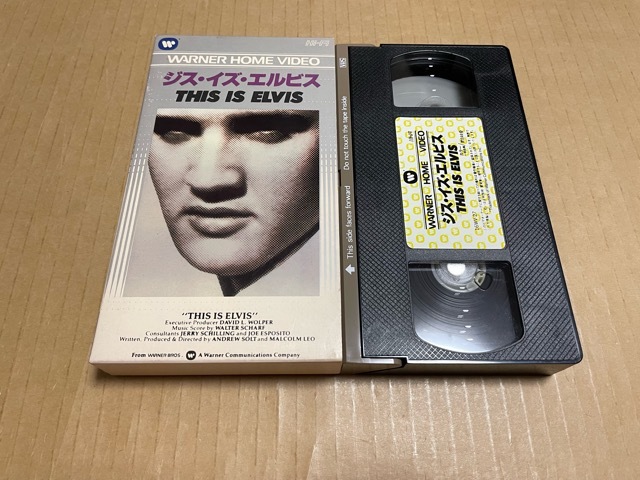 WARNER HOME VIDEO
ジス・イズ・エルビス
THIS IS ELVIS
"THIS IS ELVIS"
Executive Producer DAVID L. WOLPER
Music Score by WALTER SCHARF
Consultants JERRY SCHILLING and JOE ESPOSITO
Written, Produced & Directed by ANDREW SOLT and MALCOLM LEO
From WARNER BROS. A Warner Communications Company
VHS
Do not touch the tape inside
This side faces forward
WARNER HOME VIDEO
ジス・イズ・エルビス
THIS IS ELVIS